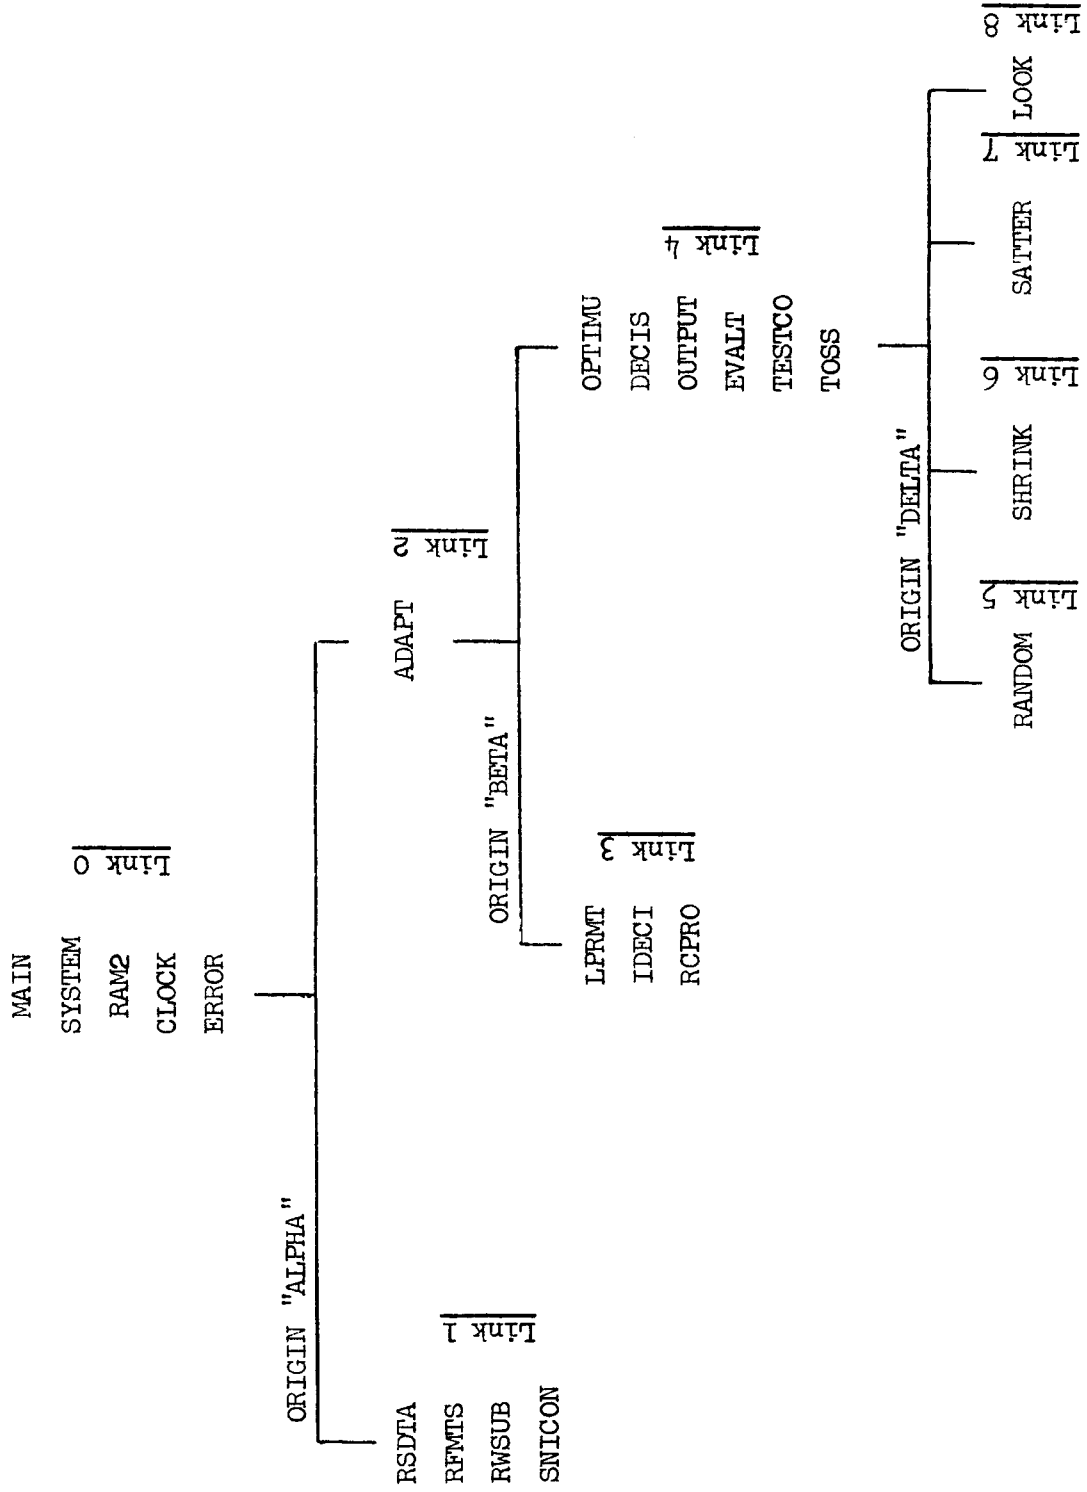 MAIN
SYSTEM
RAM2
CLOCK
ERROR
Link 0
ORIGIN "ALPHA"
RSDTA
RFMTS
RWSUB
SNICON
Link 1
ADAPT
Link 2
ORIGIN "BETA"
LPRMT
IDECI
RCPRO
Link 3
OPTIMU
DECIS
OUTPUT
EVALT
TESTCO
TOSS
Link 4
ORIGIN "DELTA"
RANDOM
Link 5
SHRINK
Link 6
SATTER
Link 7
LOOK
Link 8